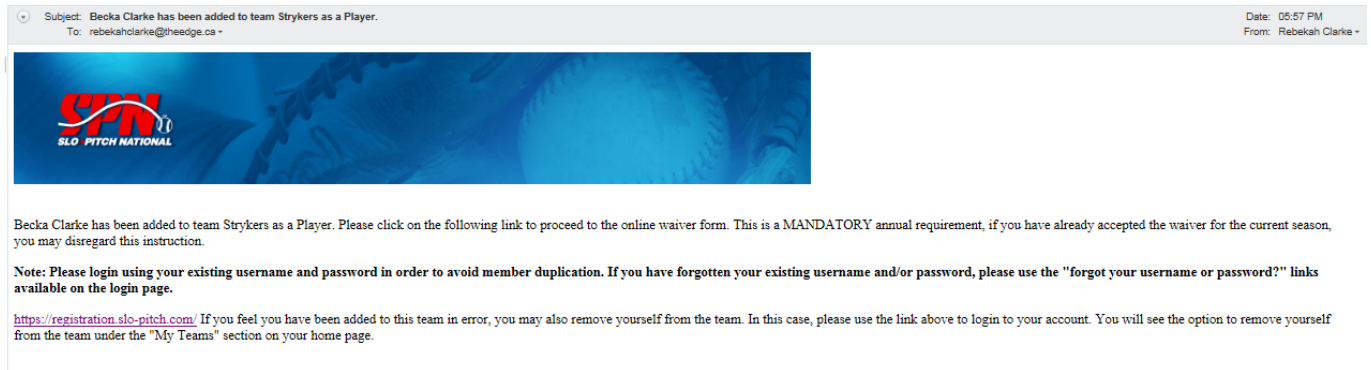 Subject: Becka Clarke has been added to team Strykers as a Player.
Date: 05:57 PM
To: rebekahclarke@theedge.ca
From: Rebekah Clarke
SPN
SLO PITCH NATIONAL
Becka Clarke has been added to team Strykers as a Player. Please click on the following link to proceed to the online waiver form. This is a MANDATORY annual requirement, if you have already accepted the waiver for the current season,
you may disregard this instruction.
Note: Please login using your existing username and password in order to avoid member duplication. If you have forgotten your existing username and/or password, please use the "forgot your username or password?" links
available on the login page.
https://registration.slo-pitch.com/ If you feel you have been added to this team in error, you may also remove yourself from the team. In this case, please use the link above to login to your account. You will see the option to remove yourself
from the team under the "My Teams" section on your home page.